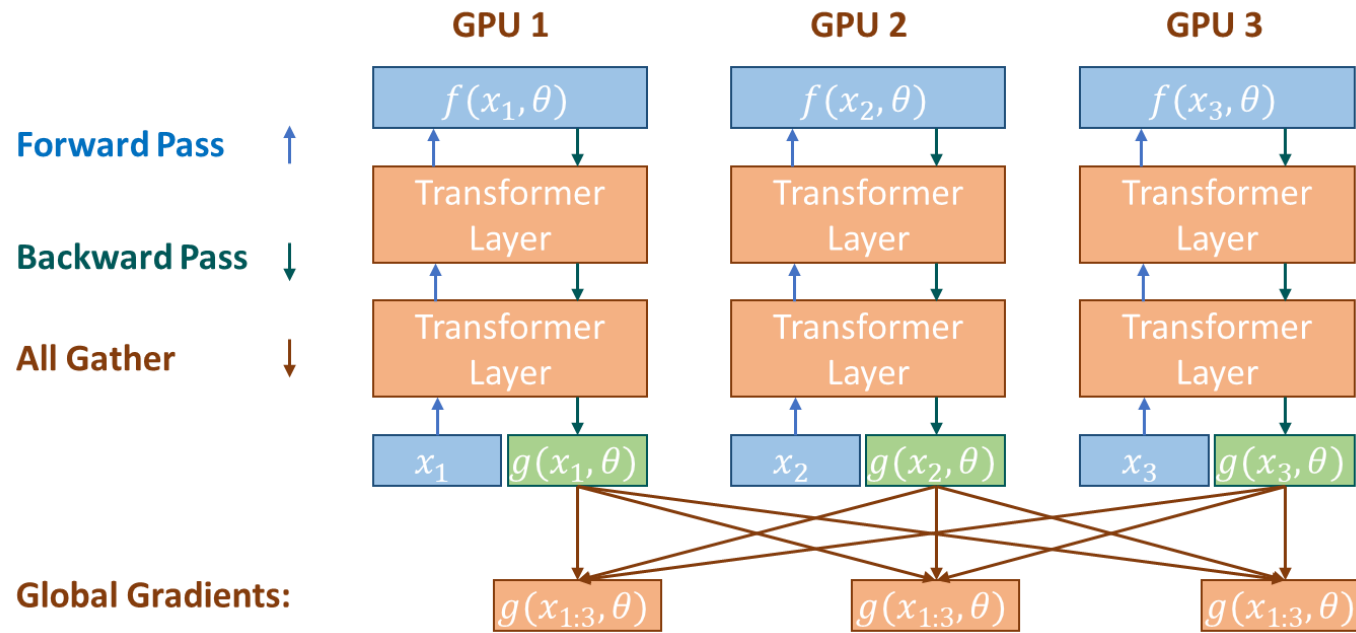 GPU 1 GPU 2 GPU 3
f(x₁, θ) f(x₂, θ) f(x₃, θ)
Forward Pass
Transformer Layer Transformer Layer Transformer Layer
Backward Pass
Transformer Layer Transformer Layer Transformer Layer
All Gather
x₁ g(x₁, θ) x₂ g(x₂, θ) x₃ g(x₃, θ)
Global Gradients:
g(x₁:₃, θ) g(x₁:₃, θ) g(x₁:₃, θ)